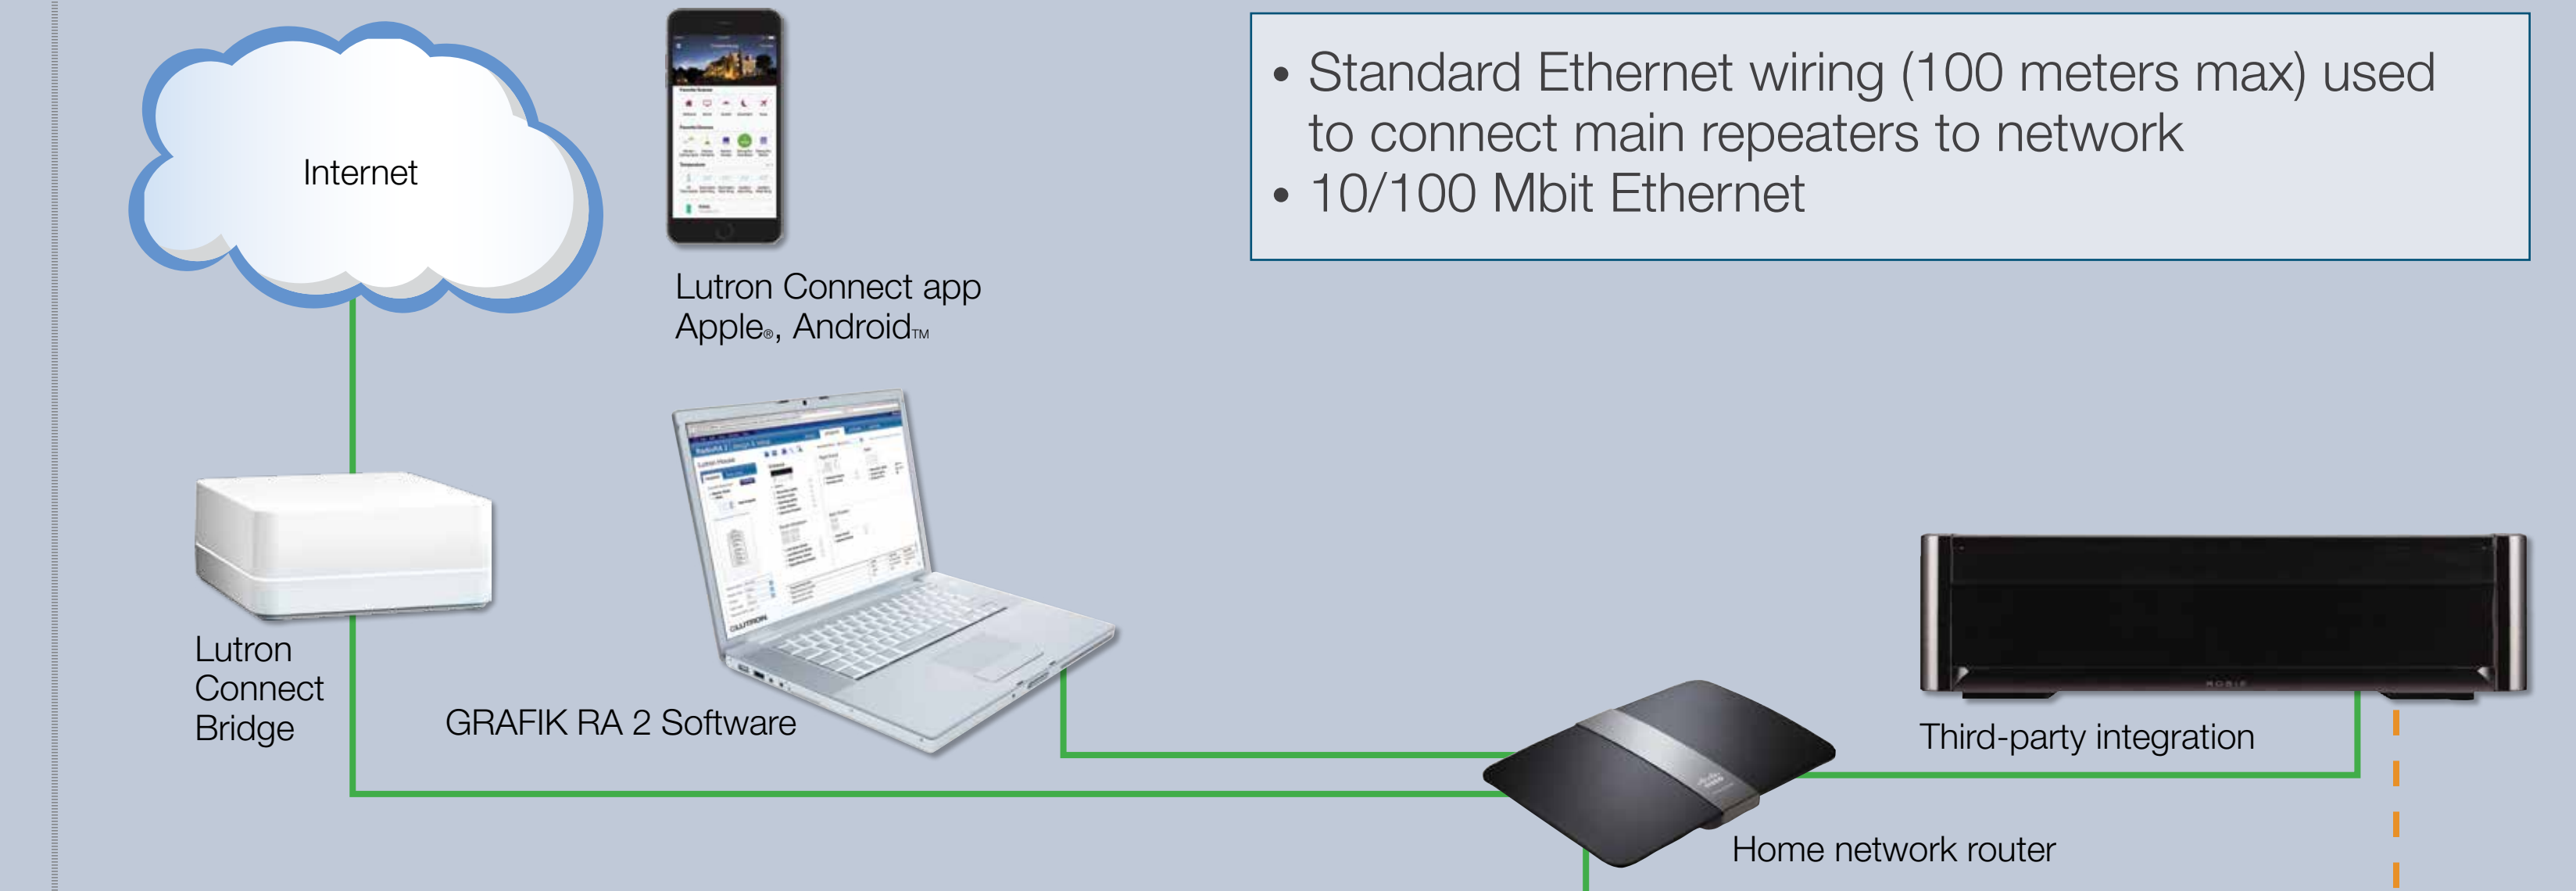 Internet
Lutron Connect app
Apple®, Android™
• Standard Ethernet wiring (100 meters max) used
to connect main repeaters to network
• 10/100 Mbit Ethernet
Lutron
Connect
Bridge
GRAFIK RA 2 Software
LUTRON
Third-party integration
Home network router